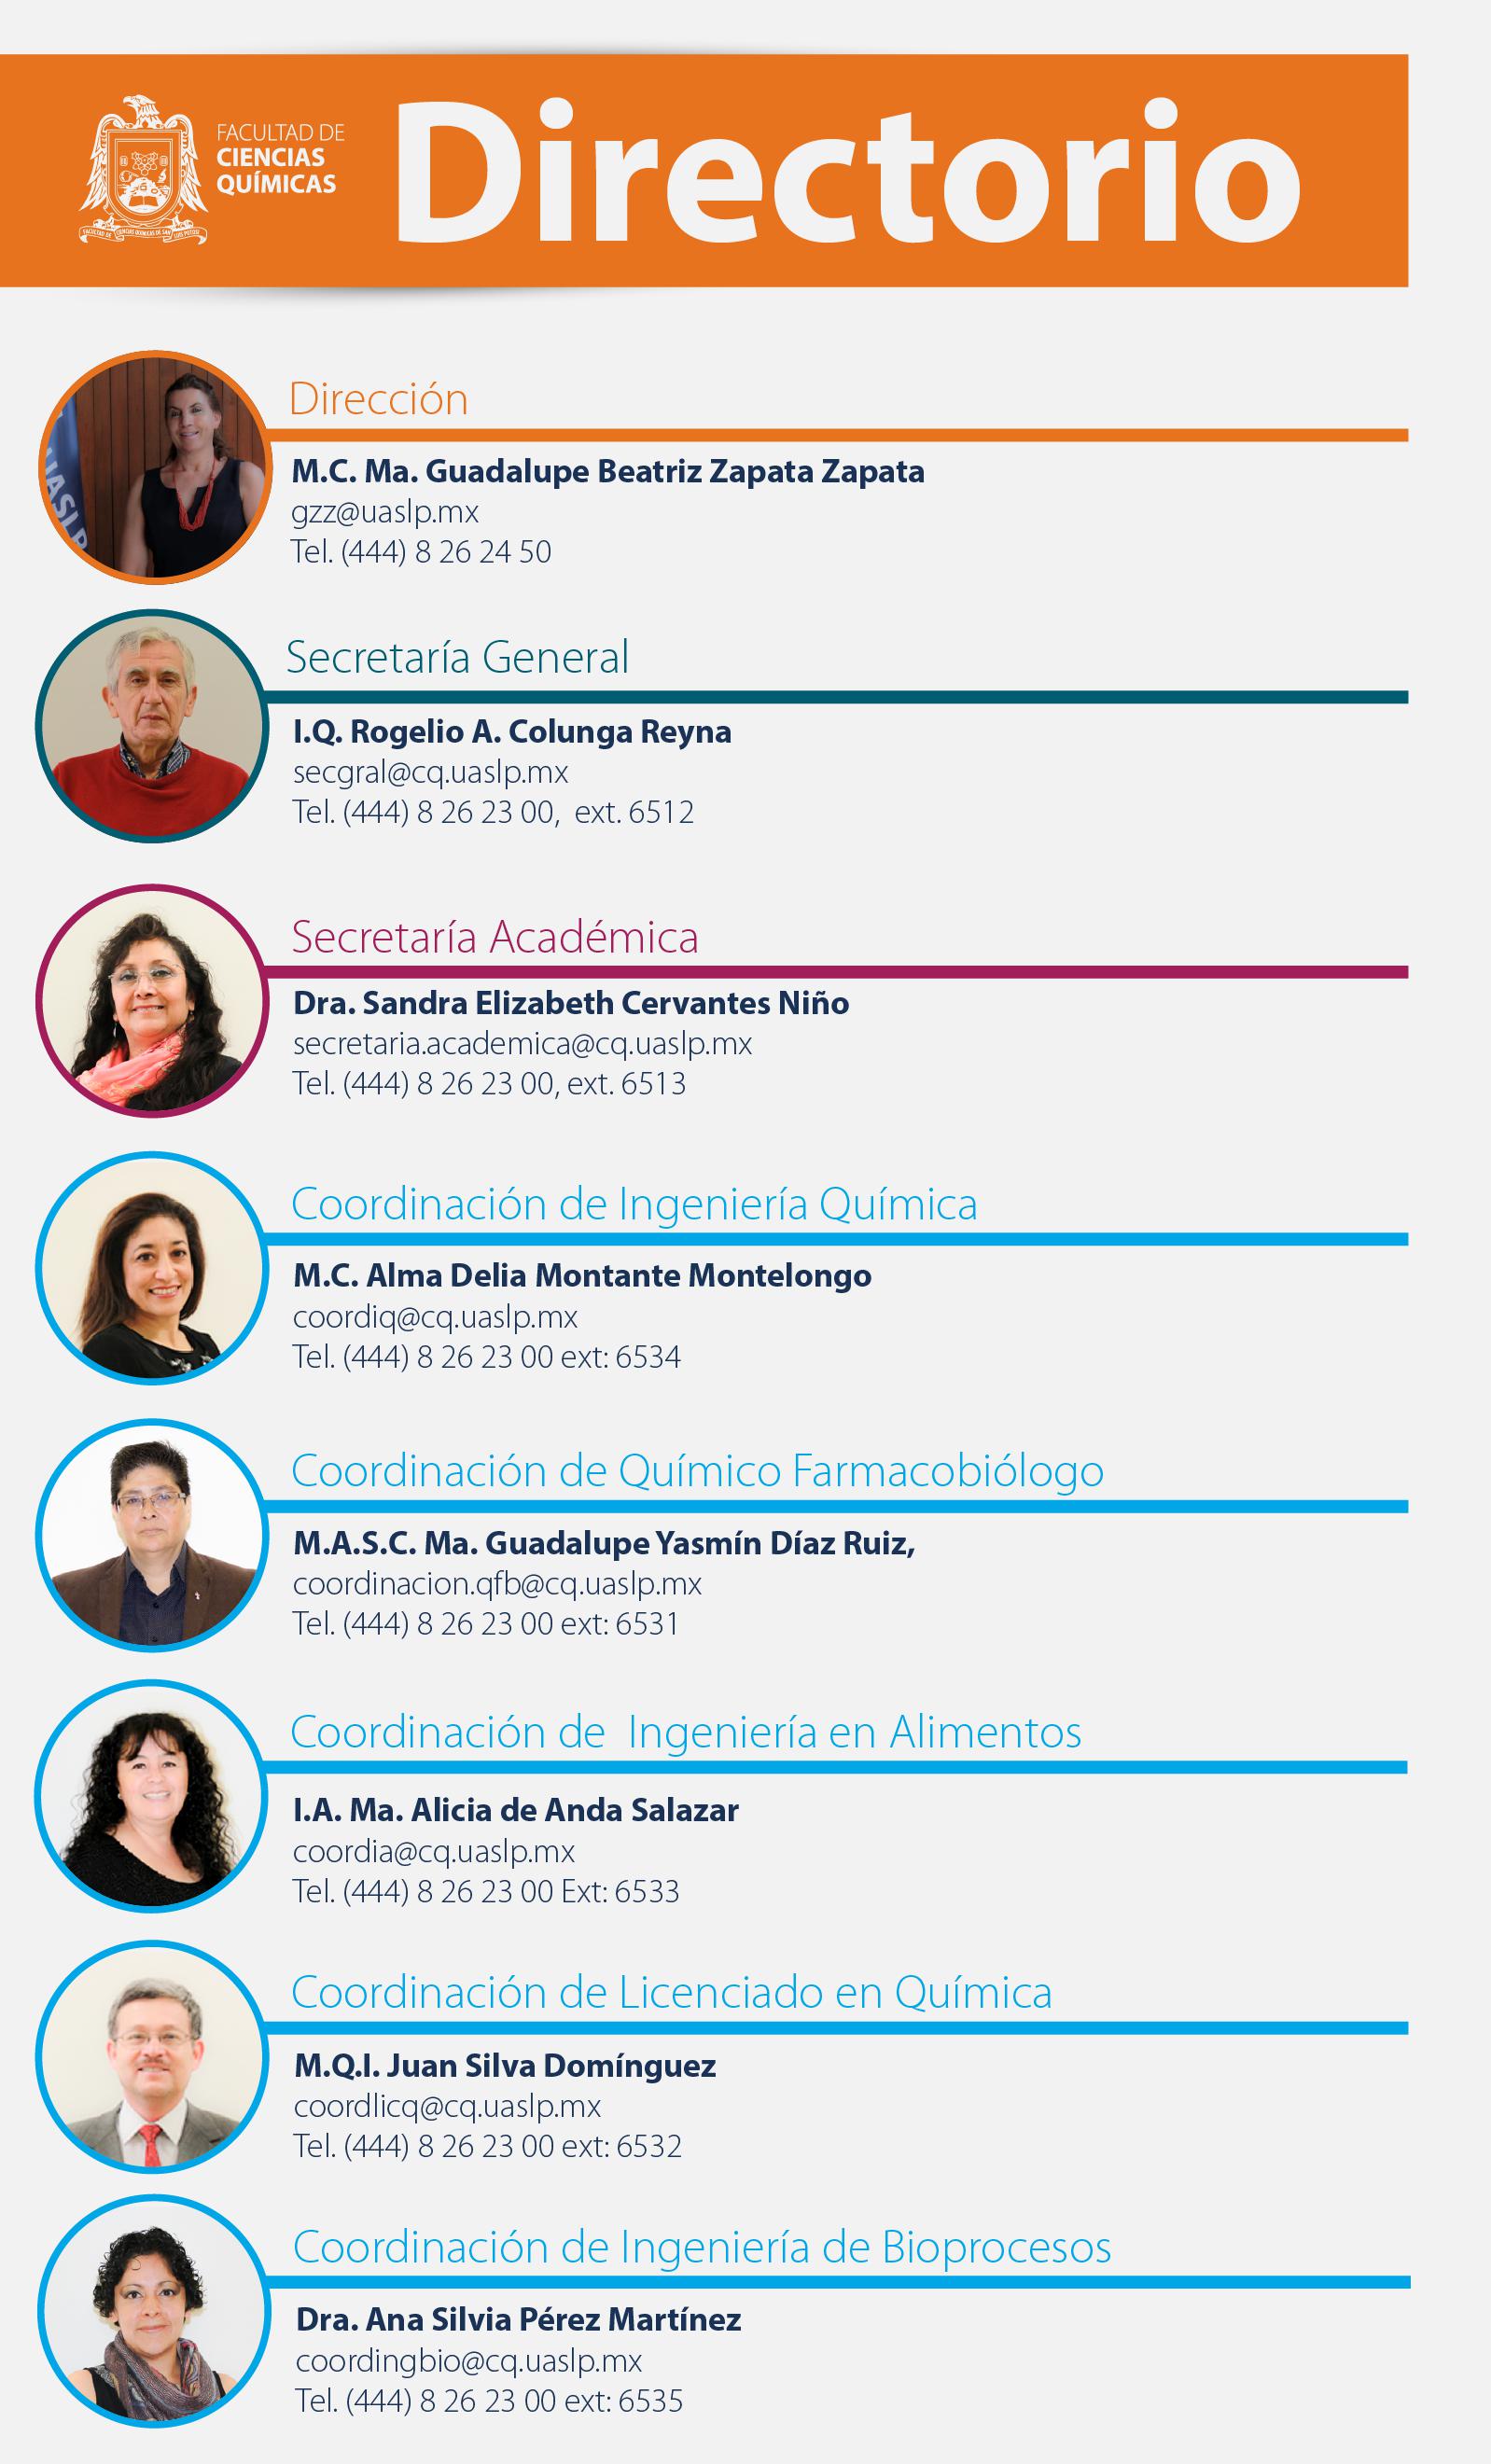 FACULTAD DE
CIENCIAS
QUÍMICAS
Directorio
Dirección
M.C. Ma. Guadalupe Beatriz Zapata Zapata
gzz@uaslp.mx
Tel. (444) 8 26 24 50
UASLP
Secretaría General
I.Q. Rogelio A. Colunga Reyna
secgral@cq.uaslp.mx
Tel. (444) 8 26 23 00,  ext. 6512
Secretaría Académica
Dra. Sandra Elizabeth Cervantes Niño
secretaria.academica@cq.uaslp.mx
Tel. (444) 8 26 23 00, ext. 6513
Coordinación de Ingeniería Química
M.C. Alma Delia Montante Montelongo
coordiq@cq.uaslp.mx
Tel. (444) 8 26 23 00 ext: 6534
Coordinación de Químico Farmacobiólogo
M.A.S.C. Ma. Guadalupe Yasmín Díaz Ruiz,
coordinacion.qfb@cq.uaslp.mx
Tel. (444) 8 26 23 00 ext: 6531
Coordinación de  Ingeniería en Alimentos
I.A. Ma. Alicia de Anda Salazar
coordia@cq.uaslp.mx
Tel. (444) 8 26 23 00 Ext: 6533
Coordinación de Licenciado en Química
M.Q.I. Juan Silva Domínguez
coordlicq@cq.uaslp.mx
Tel. (444) 8 26 23 00 ext: 6532
Coordinación de Ingeniería de Bioprocesos
Dra. Ana Silvia Pérez Martínez
coordingbio@cq.uaslp.mx
Tel. (444) 8 26 23 00 ext: 6535